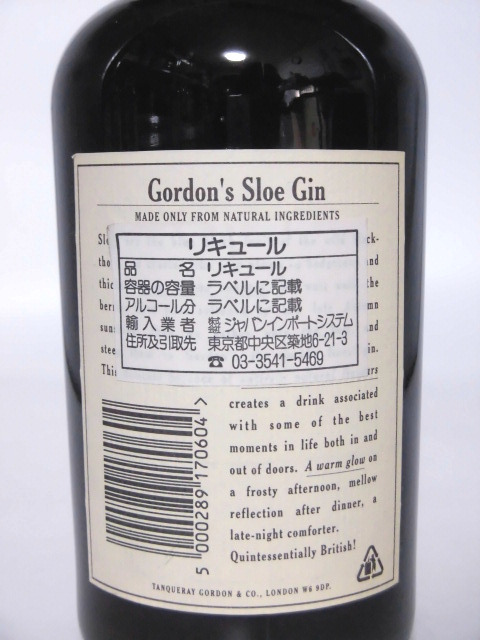 Gordon's Sloe Gin
MADE ONLY FROM NATURAL INGREDIENTS
リキュール
品 名 リキュール
容器の容量 ラベルに記載
アルコール分 ラベルに記載
輸入業者 株式会社 ジャパンインポートシステム
住所及引取先 東京都中央区築地6-21-3
☎ 03-3541-5469
creates a drink associated
with some of the best
moments in life both in and
out of doors. A warm glow on
a frosty afternoon, mellow
reflection after dinner, a
late-night comforter.
Quintessentially British!
5 000289 170604 >
TANQUERAY GORDON & CO., LONDON W6 9DP.